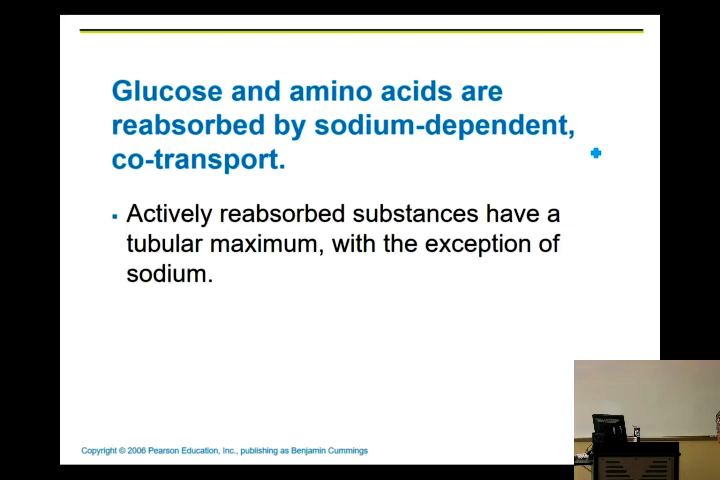 Glucose and amino acids are
reabsorbed by sodium-dependent,
co-transport.
Actively reabsorbed substances have a
tubular maximum, with the exception of
sodium.
Copyright © 2006 Pearson Education, Inc., publishing as Benjamin Cummings